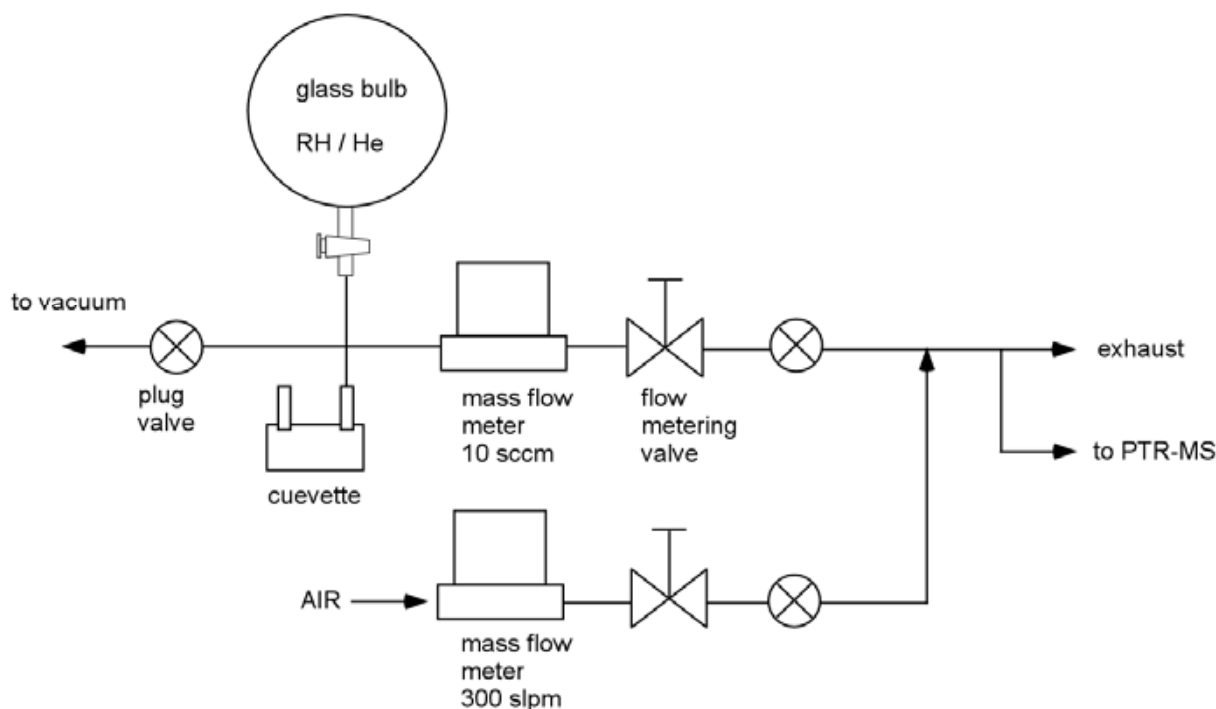 glass bulb
RH / He
to vacuum
plug
valve
cuevette
mass flow
meter
10 sccm
flow
metering
valve
exhaust
to PTR-MS
AIR
mass flow
meter
300 slpm